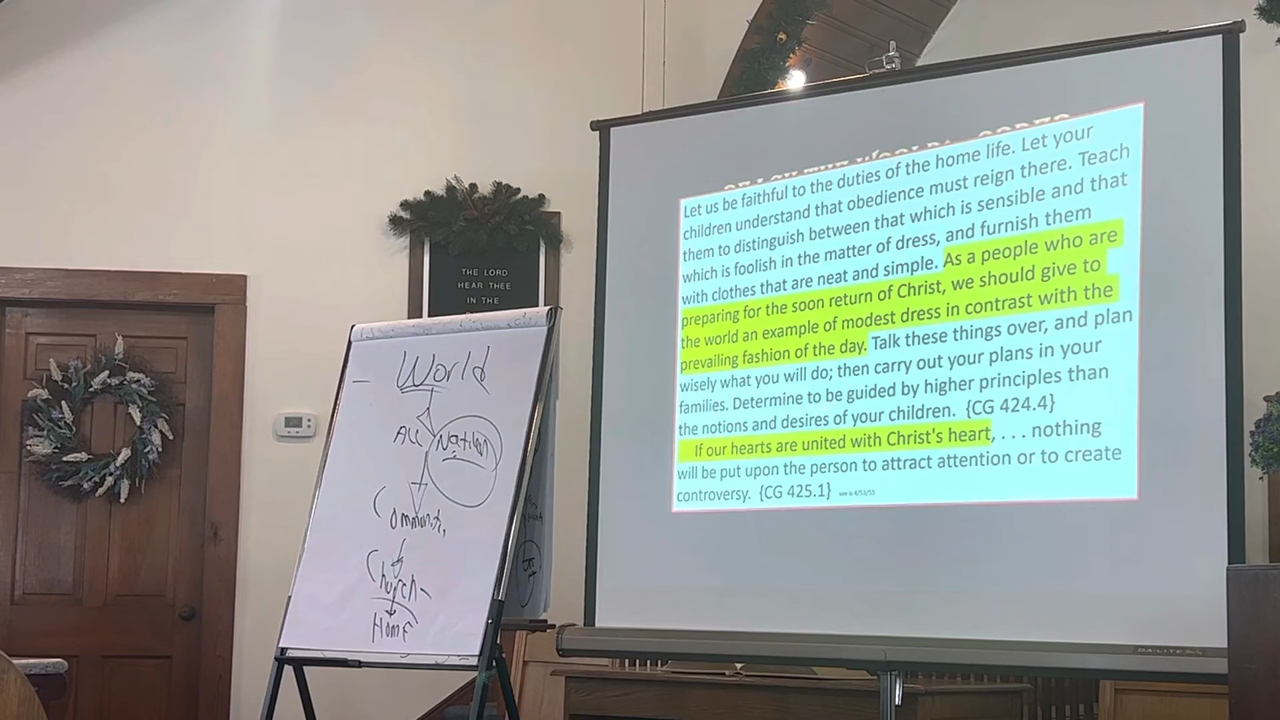 Let us be faithful to the duties of the home life. Let your
children understand that obedience must reign there. Teach
them to distinguish between that which is sensible and that
which is foolish in the matter of dress, and furnish them
with clothes that are neat and simple. As a people who are
preparing for the soon return of Christ, we should give to
the world an example of modest dress in contrast with the
prevailing fashion of the day. Talk these things over, and plan
wisely what you will do; then carry out your plans in your
families. Determine to be guided by higher principles than
the notions and desires of your children. {CG 424.4}
If our hearts are united with Christ's heart, . . . nothing
will be put upon the person to attract attention or to create
controversy. {CG 425.1}
THE LORD
HEAR THEE
IN THE
World
ALL
Church-
Home
DA-LITE